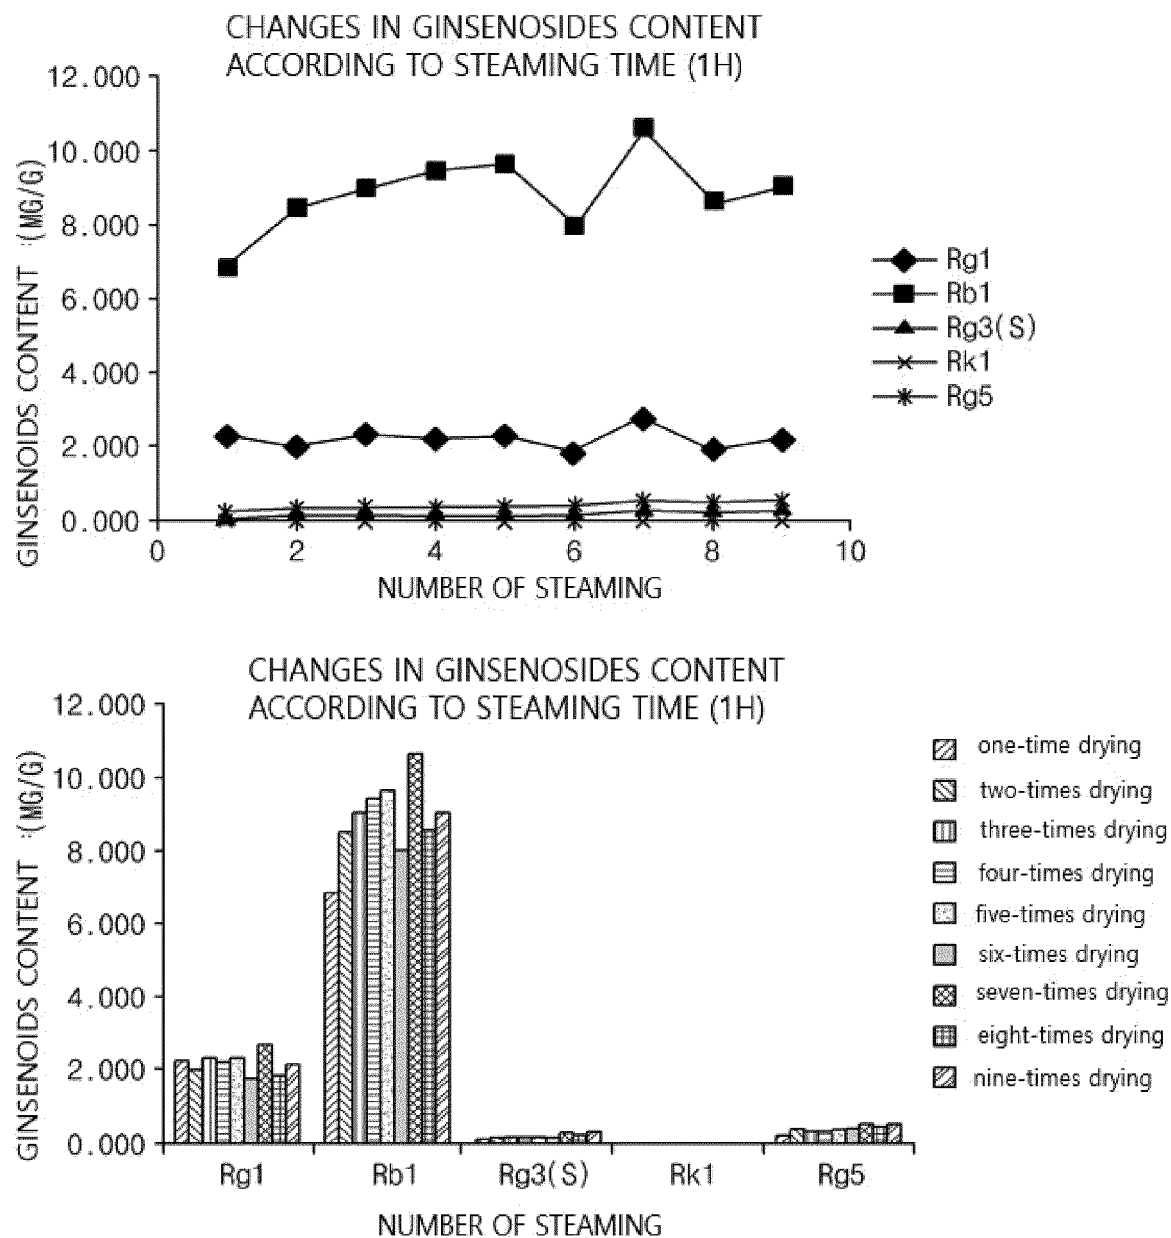 CHANGES IN GINSENOSIDES CONTENT
ACCORDING TO STEAMING TIME (1H)
GINSENOIDS CONTENT :(MG/G)
12.000
10.000
8.000
6.000
4.000
2.000
0.000
0 2 4 6 8 10
NUMBER OF STEAMING
Rg1
Rb1
Rg3(S)
Rk1
Rg5
CHANGES IN GINSENOSIDES CONTENT
ACCORDING TO STEAMING TIME (1H)
GINSENOIDS CONTENT :(MG/G)
12.000
10.000
8.000
6.000
4.000
2.000
0.000
Rg1 Rb1 Rg3(S) Rk1 Rg5
NUMBER OF STEAMING
one-time drying
two-times drying
three-times drying
four-times drying
five-times drying
six-times drying
seven-times drying
eight-times drying
nine-times drying